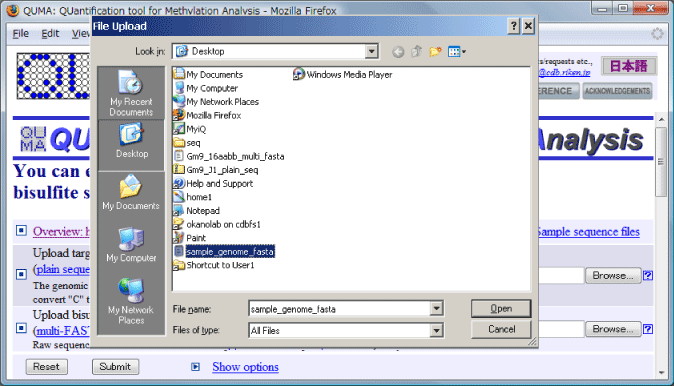 QUMA: QUantification tool for Methylation Analysis - Mozilla Firefox
File Edit
File Upload
Look in: Desktop
requests etc.,
@cdb.riken.jp
日本語
ERENCE ACKNOWLEDGEMENTS
My Recent
Documents
Desktop
My Documents
My Computer
My Network
Places
My Documents
My Computer
My Network Places
Mozilla Firefox
MyiQ
seq
Gm9_16aabb_multi_fasta
Gm9_J1_plain_seq
Help and Support
home1
Notepad
okanolab on cdbfs1
Paint
sample_genome_fasta
Shortcut to User1
Windows Media Player
File name: sample_genome_fasta Open
Files of type: All Files Cancel
QU
MA
Analysis
You can
bisulfite s
Overview: h
Sample sequence files
Upload targ
(plain seque
The genomic
convert "C" t
Browse... ?
Upload bisu
(multi-FAST
Raw sequenc
Browse... ?
Reset Submit Show options